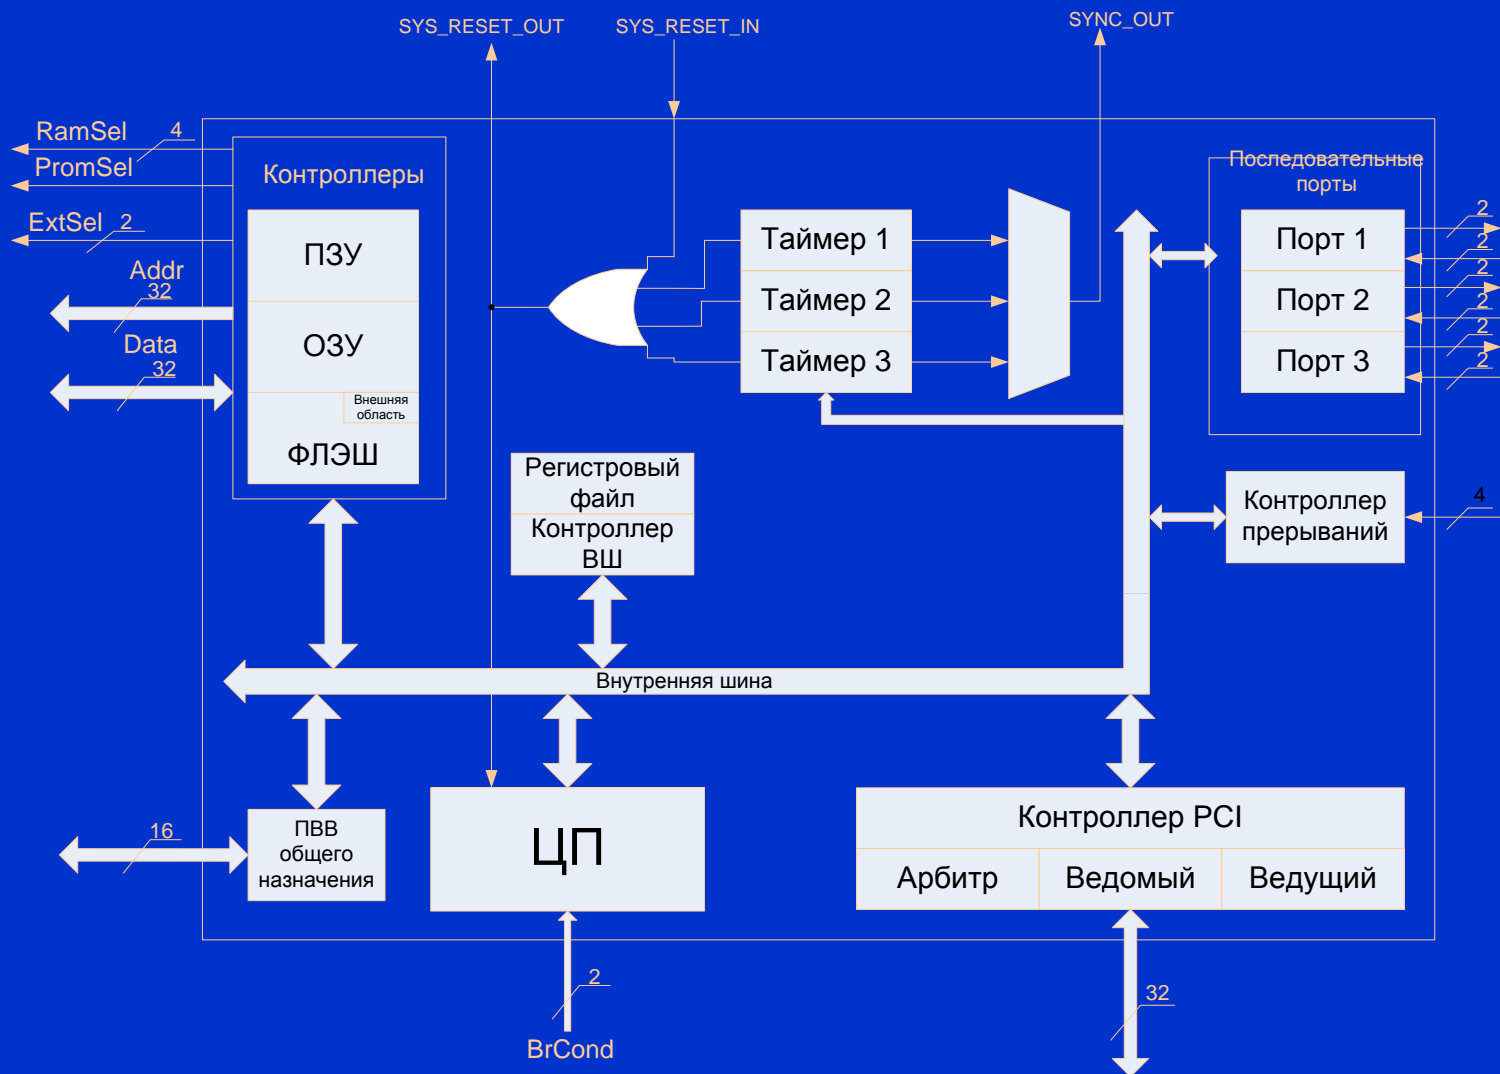 SYS_RESET_OUT
SYS_RESET_IN
SYNC_OUT
RamSel
4
PromSel
ExtSel
2
Addr
32
Data
32
Контроллеры
ПЗУ
ОЗУ
Внешняя
область
ФЛЭШ
Таймер 1
Таймер 2
Таймер 3
Последовательные
порты
Порт 1
Порт 2
Порт 3
2
2
2
2
2
2
Регистровый
файл
Контроллер
ВШ
Контроллер
прерываний
4
Внутренняя шина
16
ПВВ
общего
назначения
ЦП
Контроллер PCI
Арбитр
Ведомый
Ведущий
2
BrCond
32